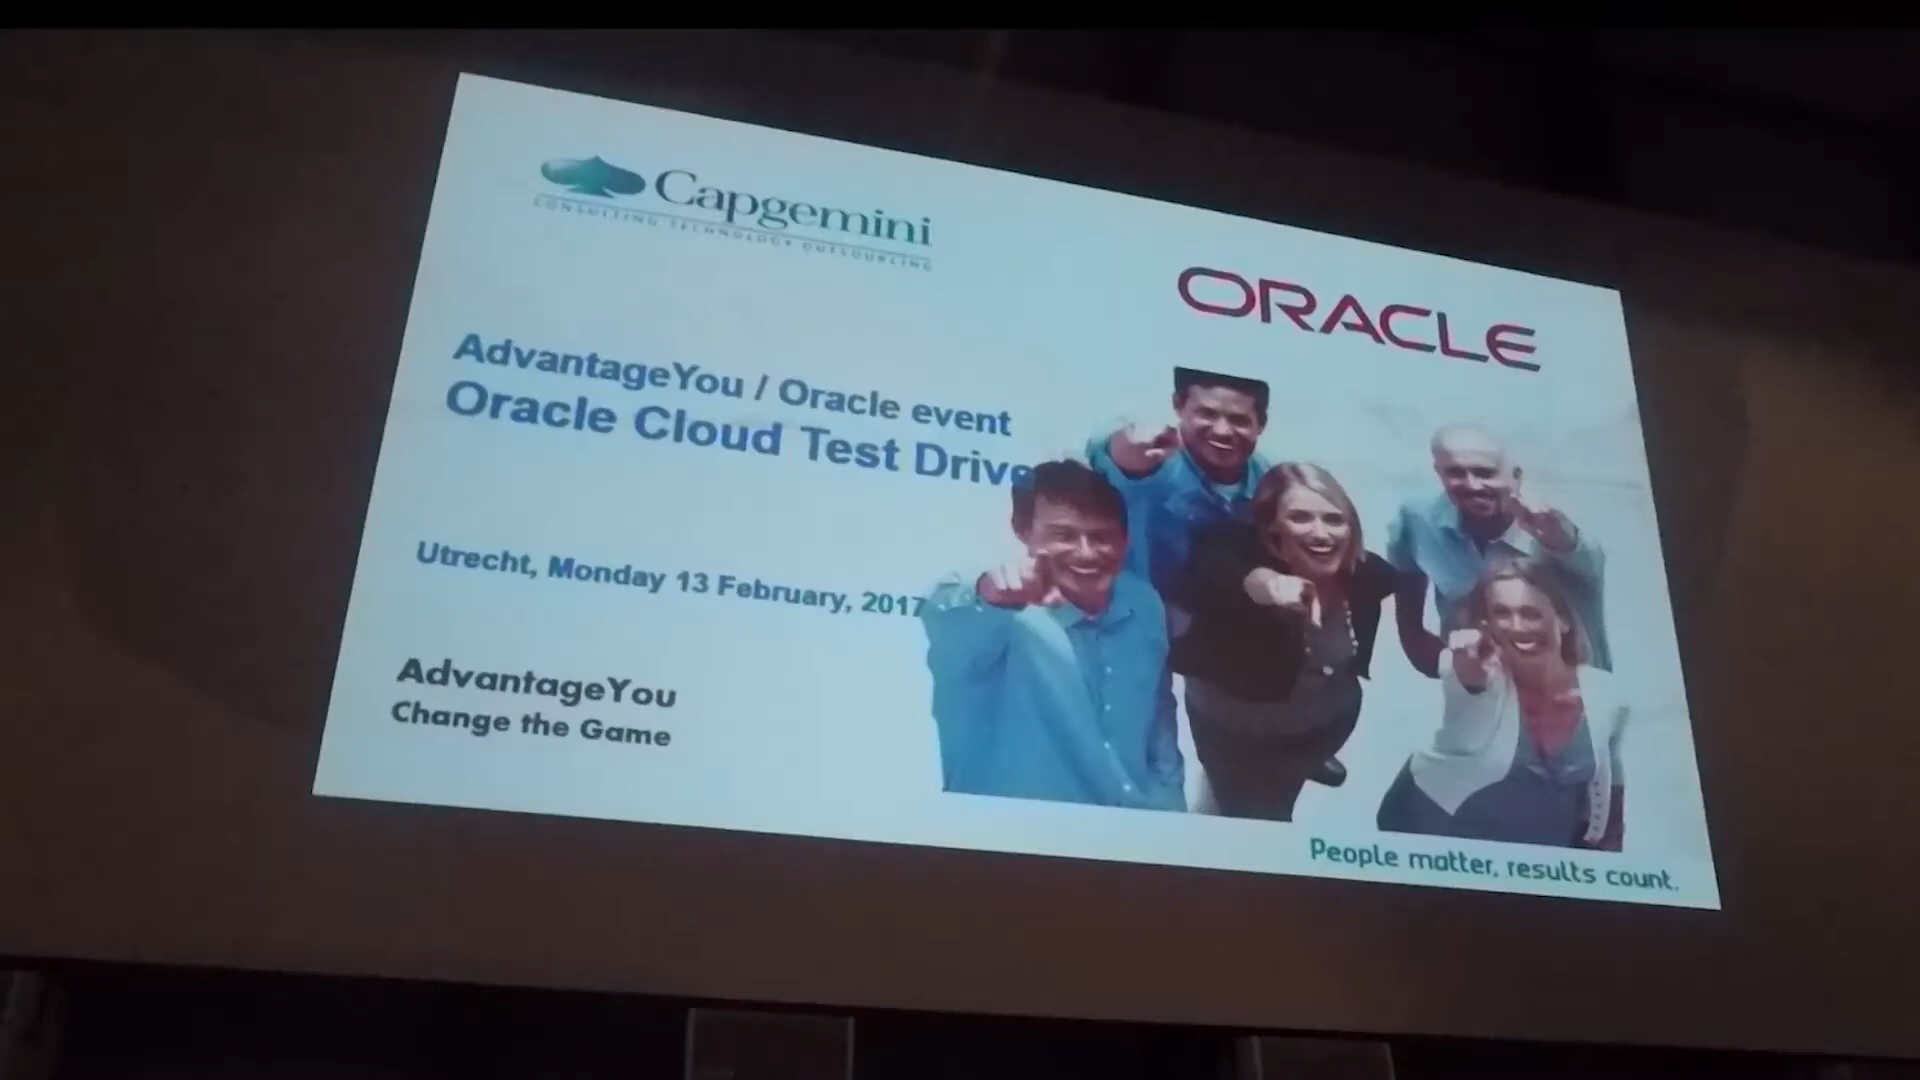 Capgemini
CONSULTING TECHNOLOGY OUTSOURCING
ORACLE
AdvantageYou / Oracle event
Oracle Cloud Test Drive
Utrecht, Monday 13 February, 2017
AdvantageYou
Change the Game
People matter, results count.